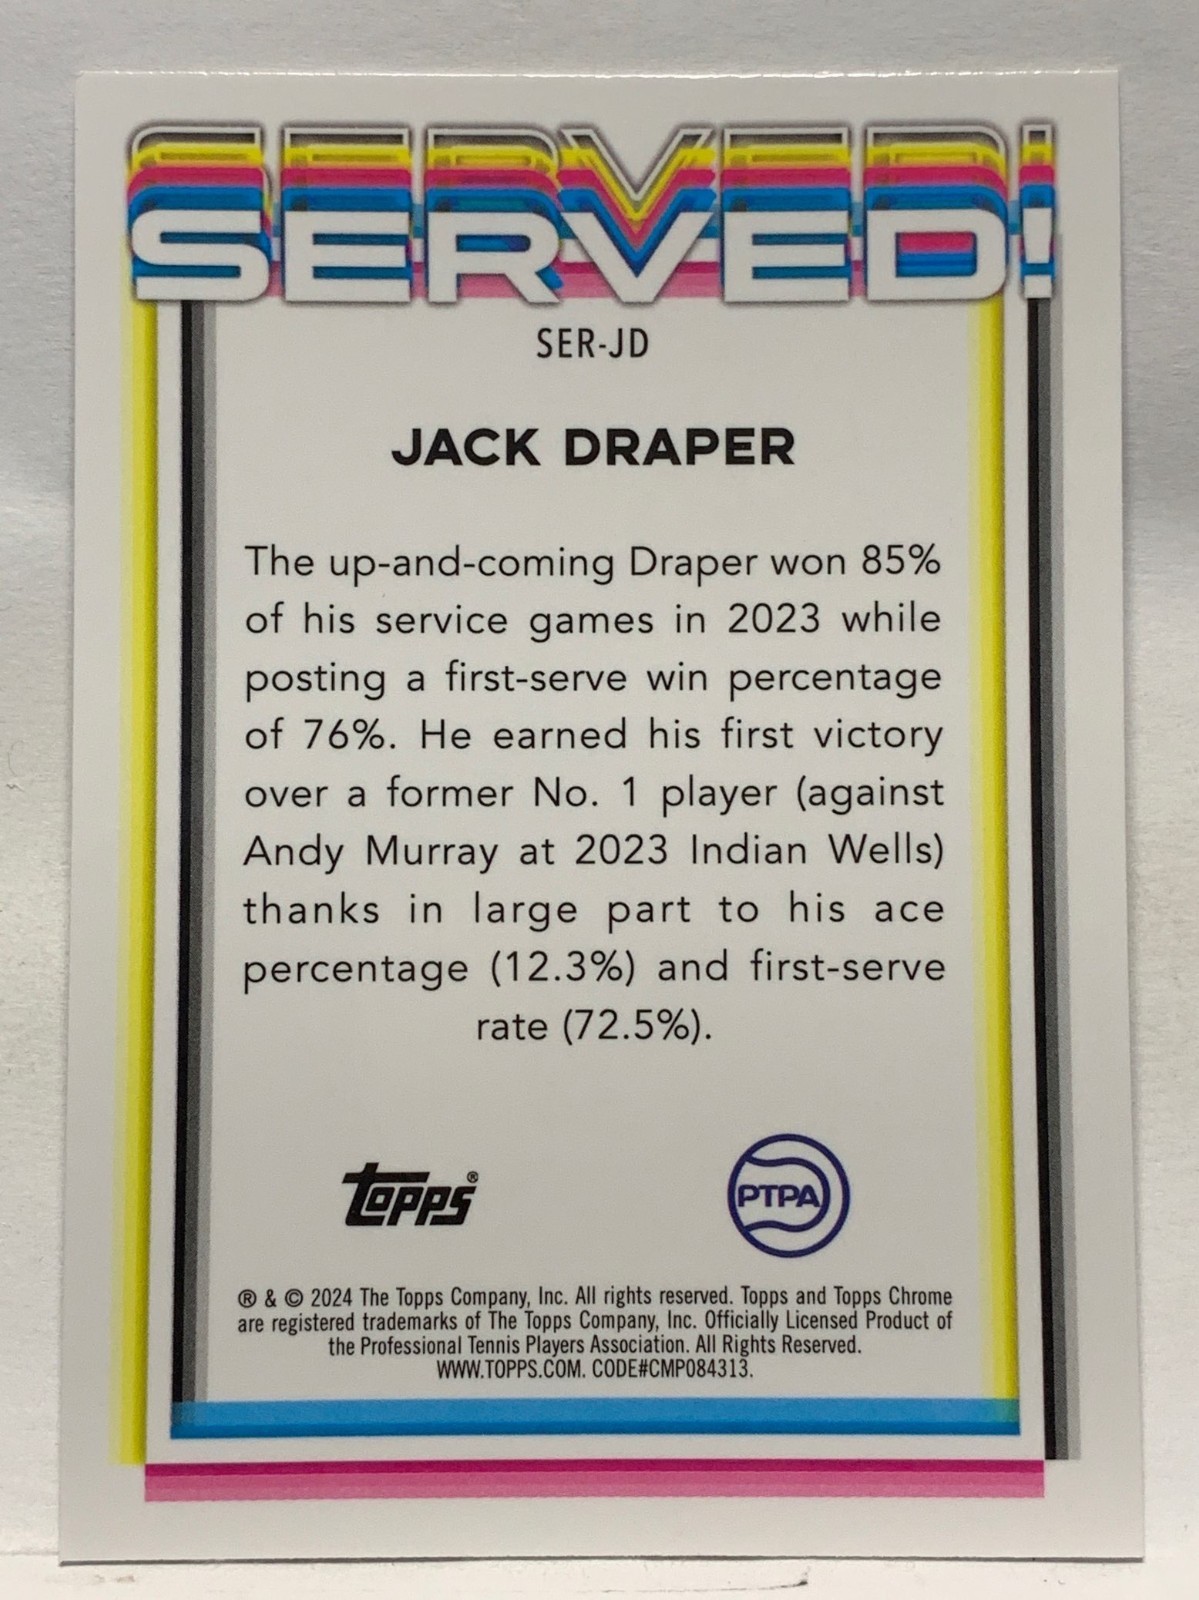 SERVED!
SER-JD
JACK DRAPER
The up-and-coming Draper won 85%
of his service games in 2023 while
posting a first-serve win percentage
of 76%. He earned his first victory
over a former No. 1 player (against
Andy Murray at 2023 Indian Wells)
thanks in large part to his ace
percentage (12.3%) and first-serve
rate (72.5%).
topps®
PTPA
® & © 2024 The Topps Company, Inc. All rights reserved. Topps and Topps Chrome
are registered trademarks of The Topps Company, Inc. Officially Licensed Product of
the Professional Tennis Players Association. All Rights Reserved.
WWW.TOPPS.COM. CODE#CMP084313.